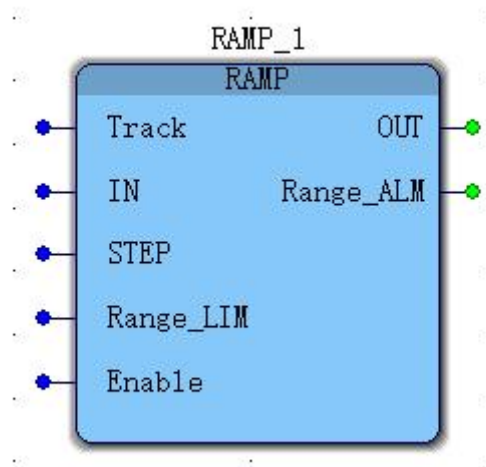 RAMP_1
RAMP
Track OUT
IN Range_ALM
STEP
Range_LIM
Enable